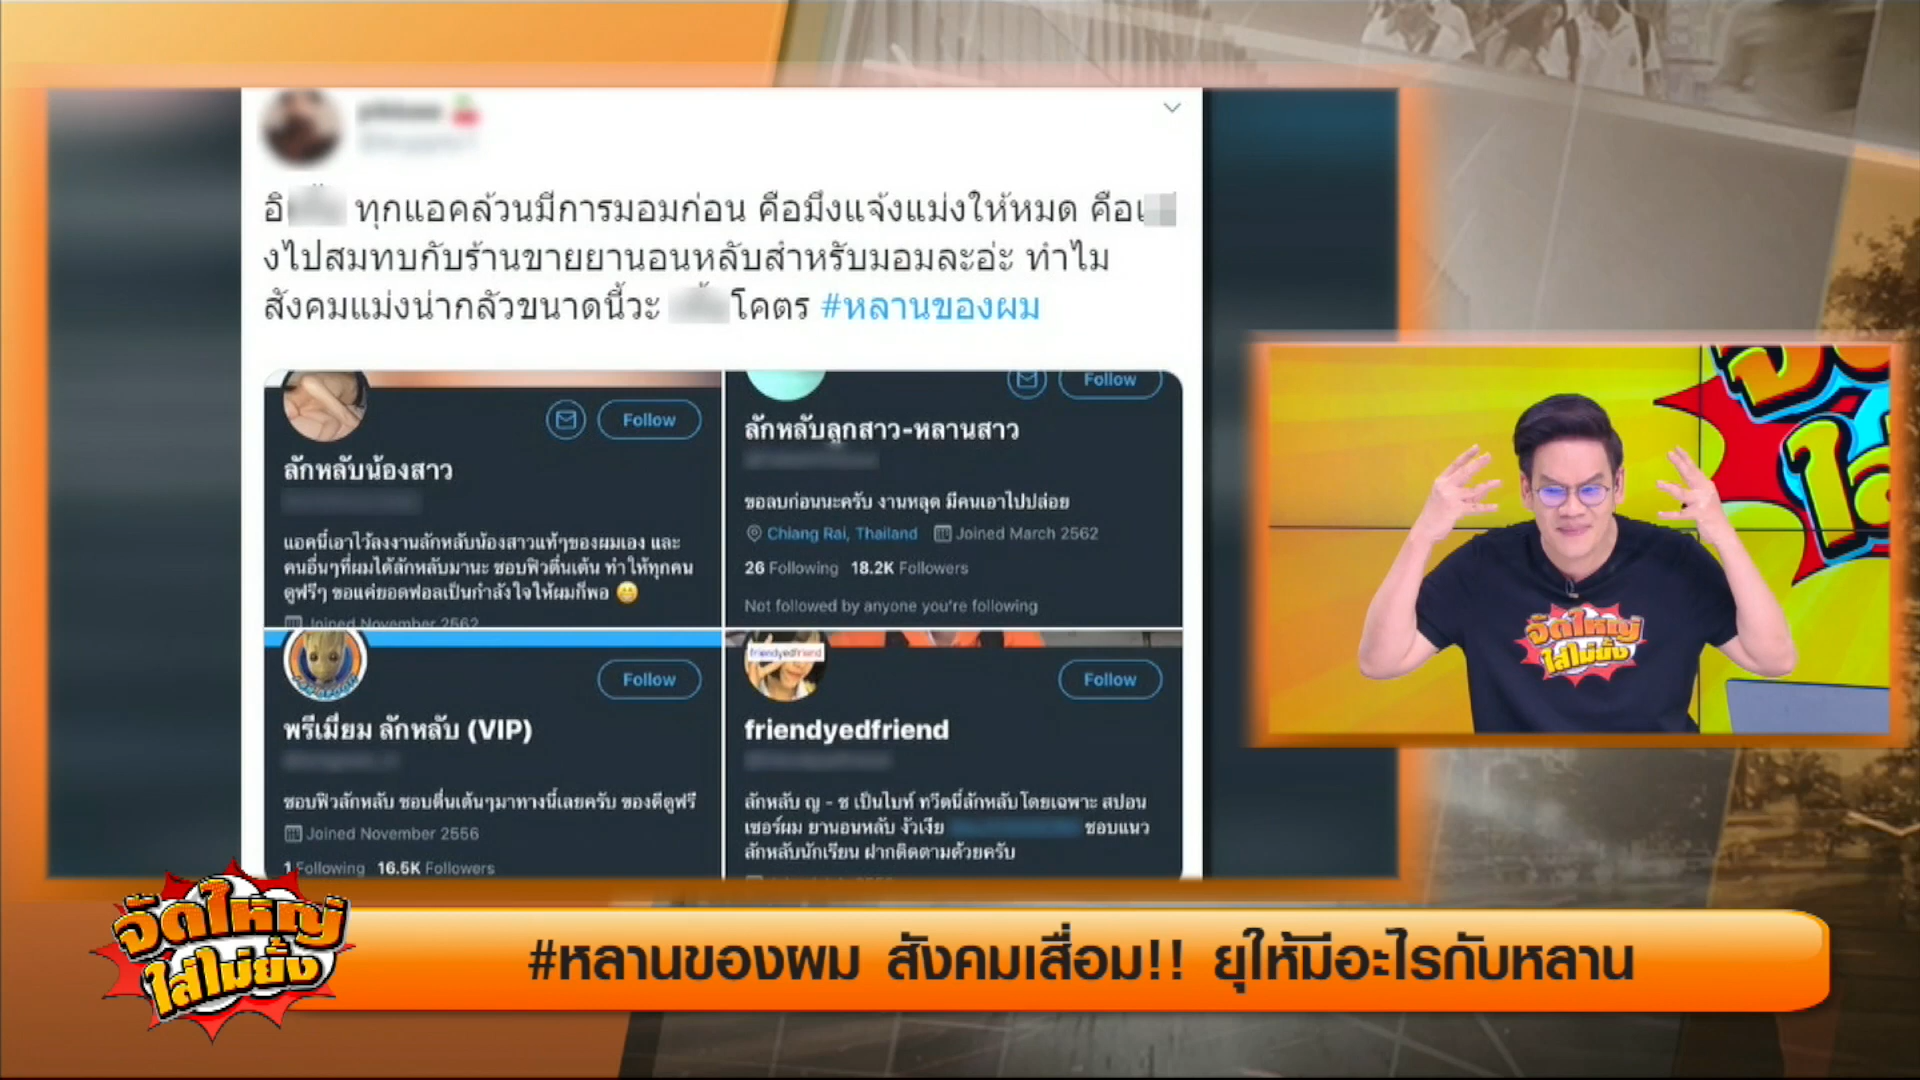 อิ ทุกแอคล้วนมีการมอมก่อน คือมึงแจ้งแม่งให้หมด คือเ
งไปสมทบกับร้านขายยานอนหลับสำหรับมอมละอ่ะ ทำไม
สังคมแม่งน่ากลัวขนาดนี้วะ โคตร #หลานของผม
Follow
ลักหลับน้องสาว
แอคนี้เอาไว้ลงงานลักหลับน้องสาวแท้ๆของผมเอง และ
คนอื่นๆที่ผมได้ลักหลับมานะ ชอบฟิวตื่นเต้น ทำให้ทุกคน
ดูฟรีๆ ขอแค่ยอดฟอลเป็นกำลังใจให้ผมก็พอ 😁
Joined November 2562
Follow
ลักหลับลูกสาว-หลานสาว
ขอลบก่อนนะครับ งานหลุด มีคนเอาไปปล่อย
Chiang Rai, Thailand Joined March 2562
26 Following 18.2K Followers
Not followed by anyone you're following
Follow
พรีเมี่ยม ลักหลับ (VIP)
ชอบฟิวลักหลับ ชอบตื่นเต้นๆมาทางนี้เลยครับ ของดีดูฟรี
Joined November 2556
1 Following 16.5K Followers
friendyedfriend
Follow
friendyedfriend
ลักหลับ ญ - ช เป็นไบท์ ทวีตนี้ลักหลับโดยเฉพาะ สปอน
เซอร์ผม ยานอนหลับ งัวเงีย ชอบแนว
ลักหลับนักเรียน ฝากติดตามด้วยครับ
จัดใหญ่
ใส่ไม่ยั้ง
จัดใหญ่
ใส่ไม่ยั้ง
#หลานของผม สังคมเสื่อม!! ยุให้มีอะไรกับหลาน